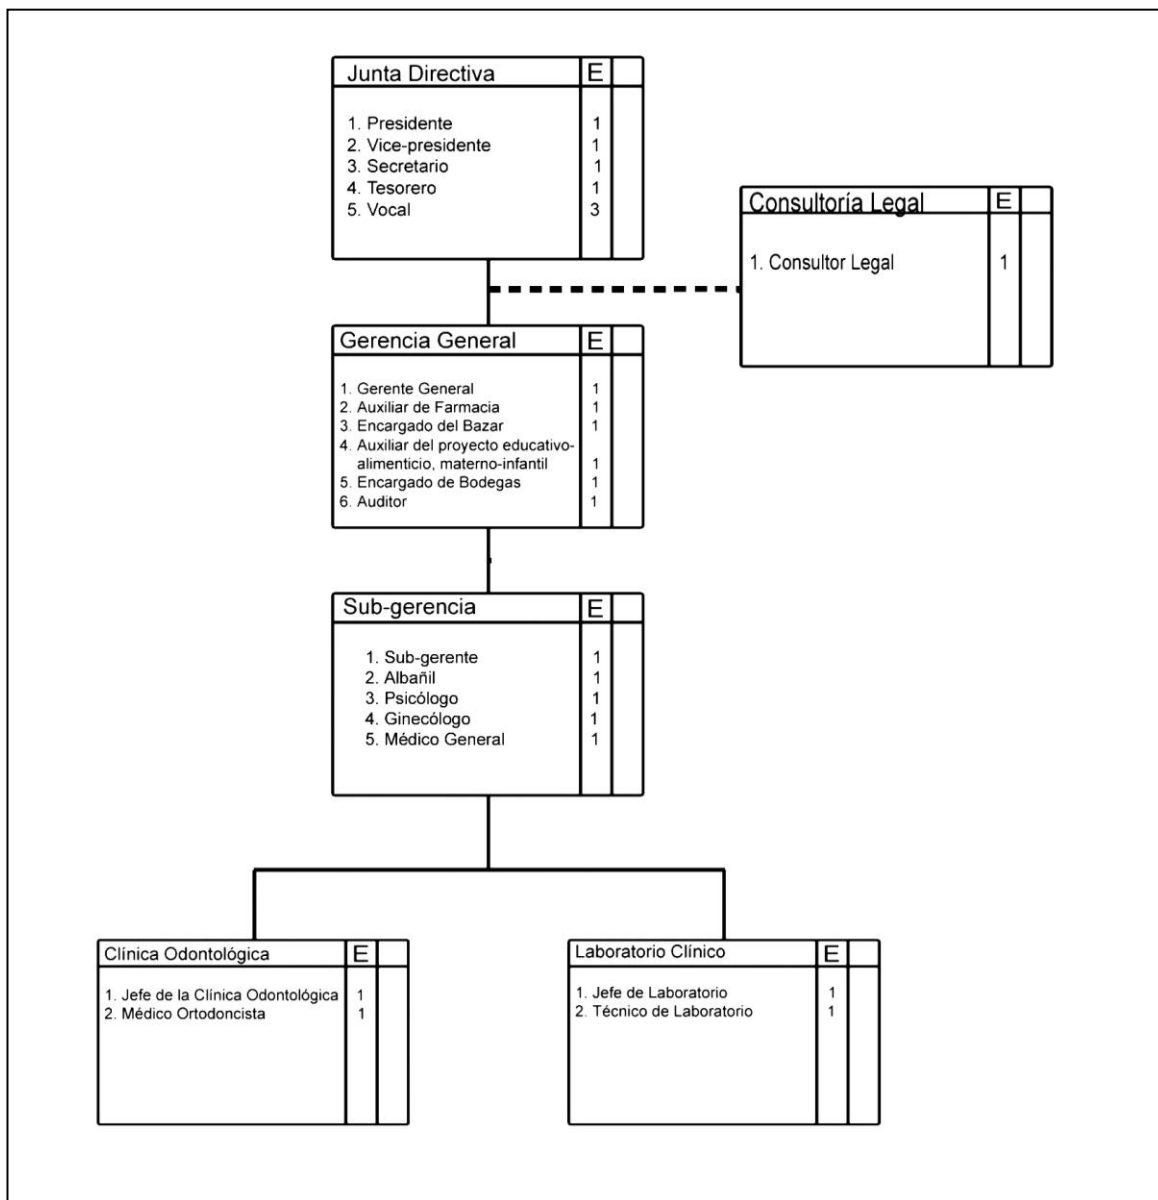 Junta Directiva E
1. Presidente 1
2. Vice-presidente 1
3. Secretario 1
4. Tesorero 1
5. Vocal 3
Consultoría Legal E
1. Consultor Legal 1
Gerencia General E
1. Gerente General 1
2. Auxiliar de Farmacia 1
3. Encargado del Bazar 1
4. Auxiliar del proyecto educativo-
alimenticio, materno-infantil 1
5. Encargado de Bodegas 1
6. Auditor 1
Sub-gerencia E
1. Sub-gerente 1
2. Albañil 1
3. Psicólogo 1
4. Ginecólogo 1
5. Médico General 1
Clínica Odontológica E
1. Jefe de la Clínica Odontológica 1
2. Médico Ortodoncista 1
Laboratorio Clínico E
1. Jefe de Laboratorio 1
2. Técnico de Laboratorio 1